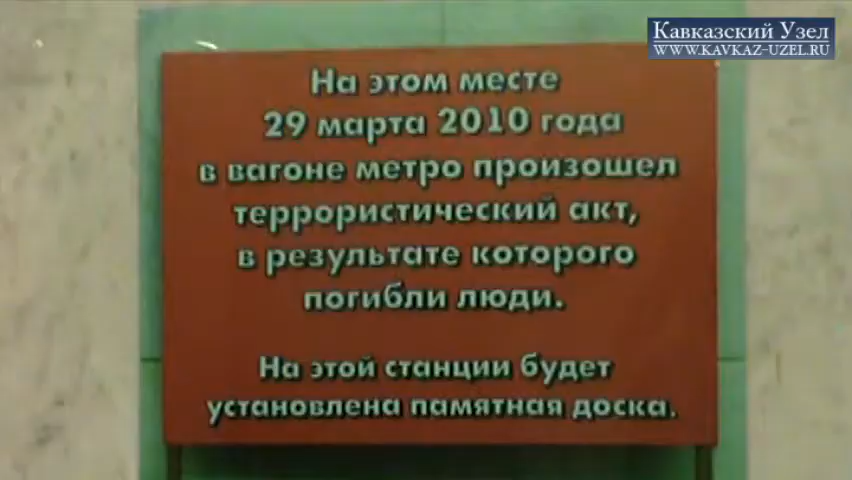 Кавказский Узел
WWW.KAVKAZ-UZEL.RU
На этом месте
29 марта 2010 года
в вагоне метро произошел
террористический акт,
в результате которого
погибли люди.
На этой станции будет
установлена памятная доска.